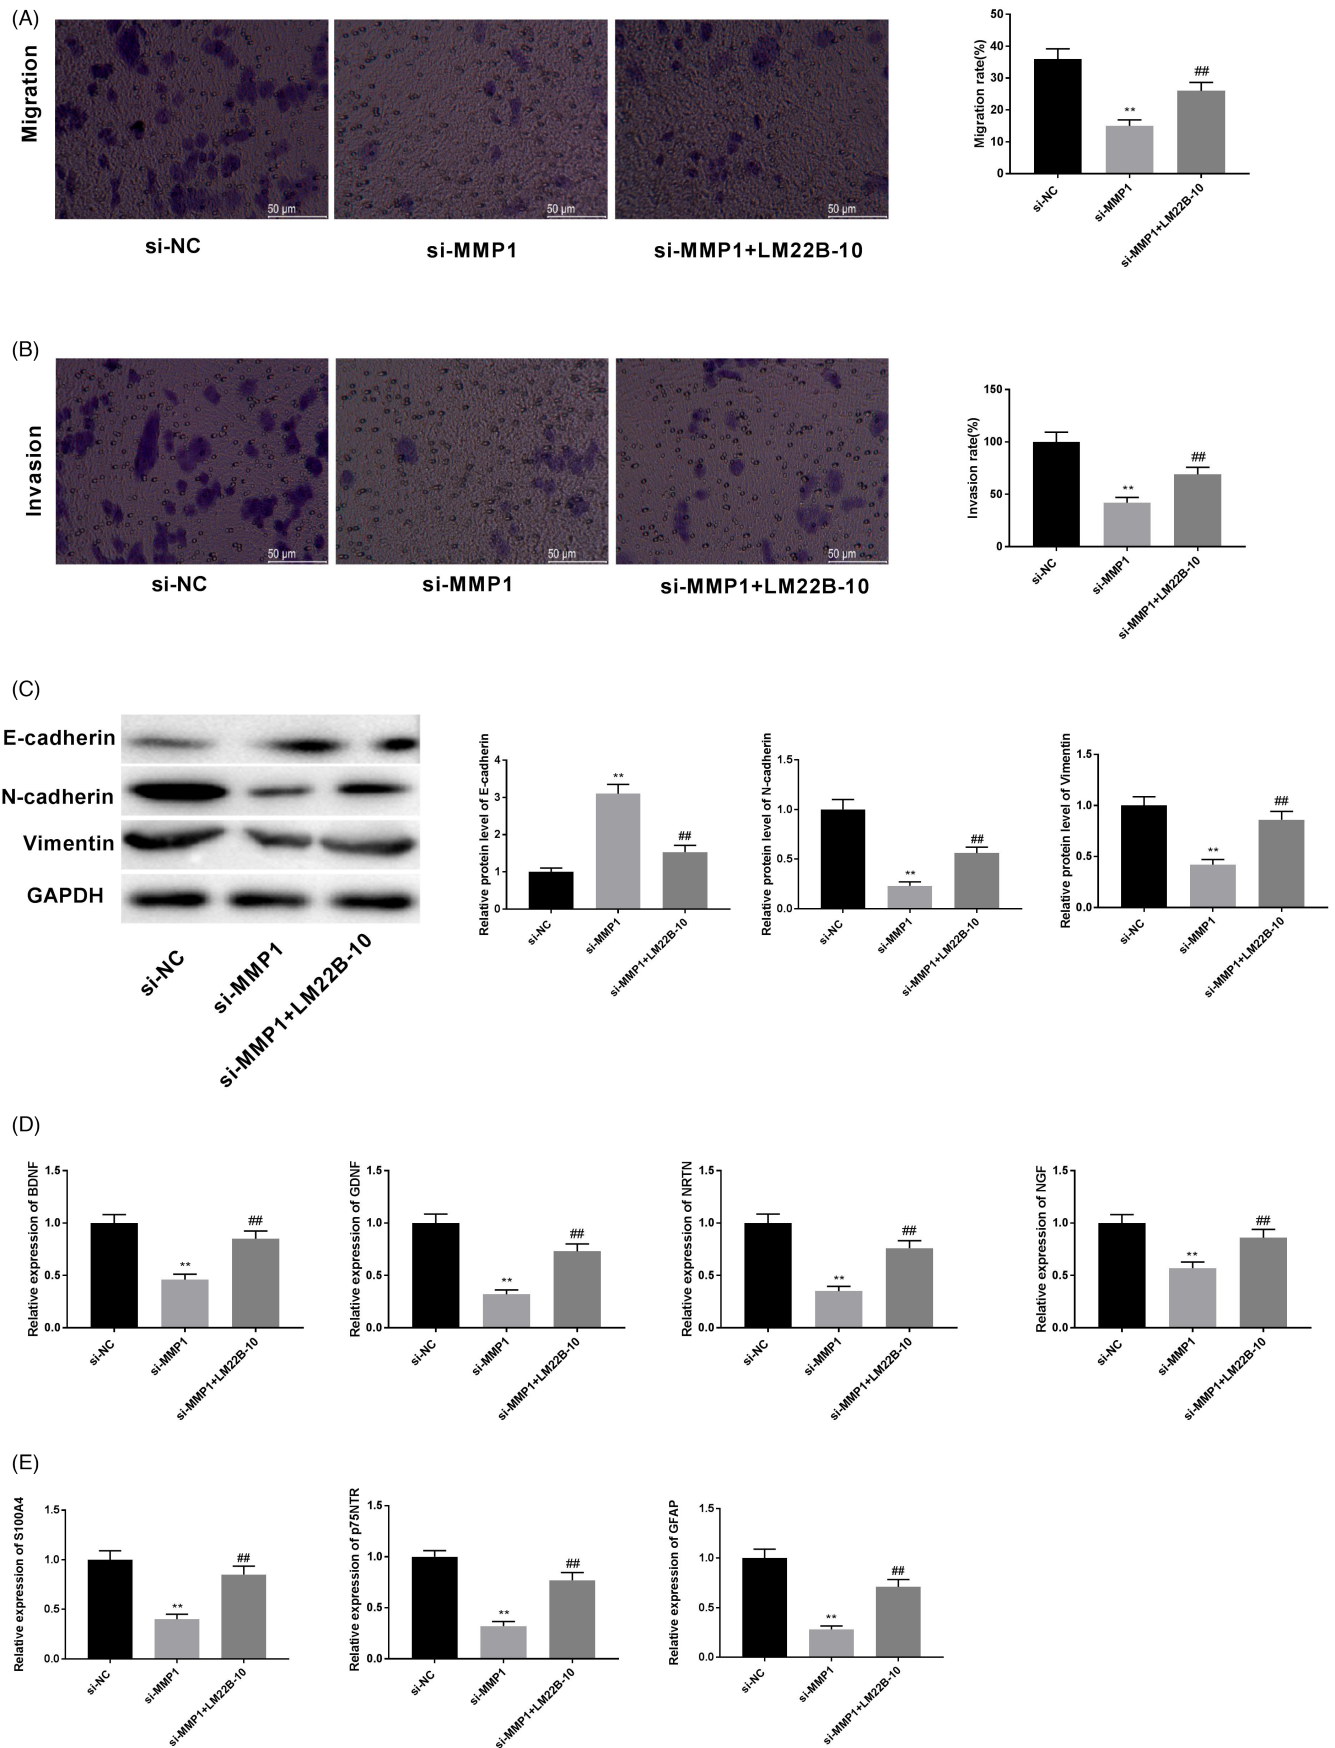 (A)
Migration
50 µm
50 µm
50 µm
si-NC
si-MMP1
si-MMP1+LM22B-10
Migration rate(%)
50
40
30
20
10
0
**
##
si-NC
si-MMP1
si-MMP1+LM22B-10
(B)
Invasion
50 µm
50 µm
50 µm
si-NC
si-MMP1
si-MMP1+LM22B-10
Invasion rate(%)
150
100
50
0
**
##
si-NC
si-MMP1
si-MMP1+LM22B-10
(C)
E-cadherin
N-cadherin
Vimentin
GAPDH
si-NC
si-MMP1
si-MMP1+LM22B-10
Relative protein level of E-cadherin
4
3
2
1
0
**
##
si-NC
si-MMP1
si-MMP1+LM22B-10
Relative protein level of N-cadherin
1.5
1.0
0.5
0.0
**
##
si-NC
si-MMP1
si-MMP1+LM22B-10
Relative protein level of Vimentin
1.5
1.0
0.5
0.0
**
##
si-NC
si-MMP1
si-MMP1+LM22B-10
(D)
Relative expression of BDNF
1.5
1.0
0.5
0.0
**
##
si-NC
si-MMP1
si-MMP1+LM22B-10
Relative expression of GDNF
1.5
1.0
0.5
0.0
**
##
si-NC
si-MMP1
si-MMP1+LM22B-10
Relative expression of NRTN
1.5
1.0
0.5
0.0
**
##
si-NC
si-MMP1
si-MMP1+LM22B-10
Relative expression of NGF
1.5
1.0
0.5
0.0
**
##
si-NC
si-MMP1
si-MMP1+LM22B-10
(E)
Relative expression of S100A4
1.5
1.0
0.5
0.0
**
##
si-NC
si-MMP1
si-MMP1+LM22B-10
Relative expression of p75NTR
1.5
1.0
0.5
0.0
**
##
si-NC
si-MMP1
si-MMP1+LM22B-10
Relative expression of GFAP
1.5
1.0
0.5
0.0
**
##
si-NC
si-MMP1
si-MMP1+LM22B-10